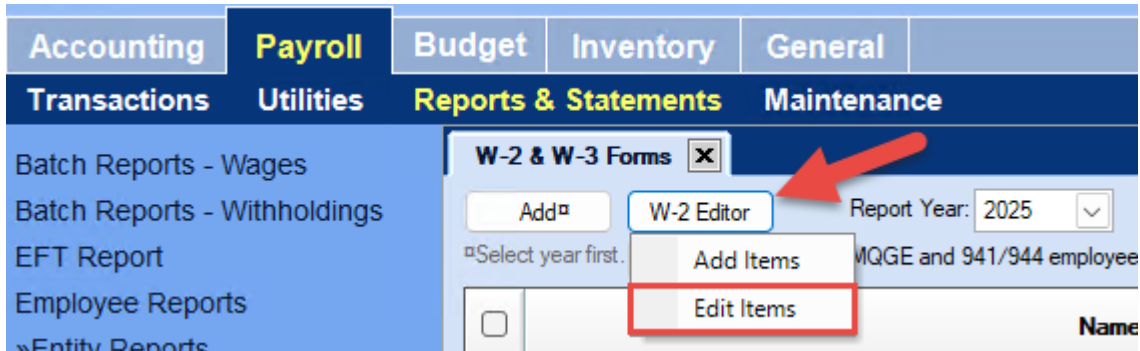 Accounting Payroll Budget Inventory General
Transactions Utilities Reports & Statements Maintenance
Batch Reports - Wages
Batch Reports - Withholdings
EFT Report
Employee Reports
»Entity Reports
W-2 & W-3 Forms
Add¤ W-2 Editor Report Year: 2025
¤Select year first. MQGE and 941/944 employee
Add Items
Edit Items
Name